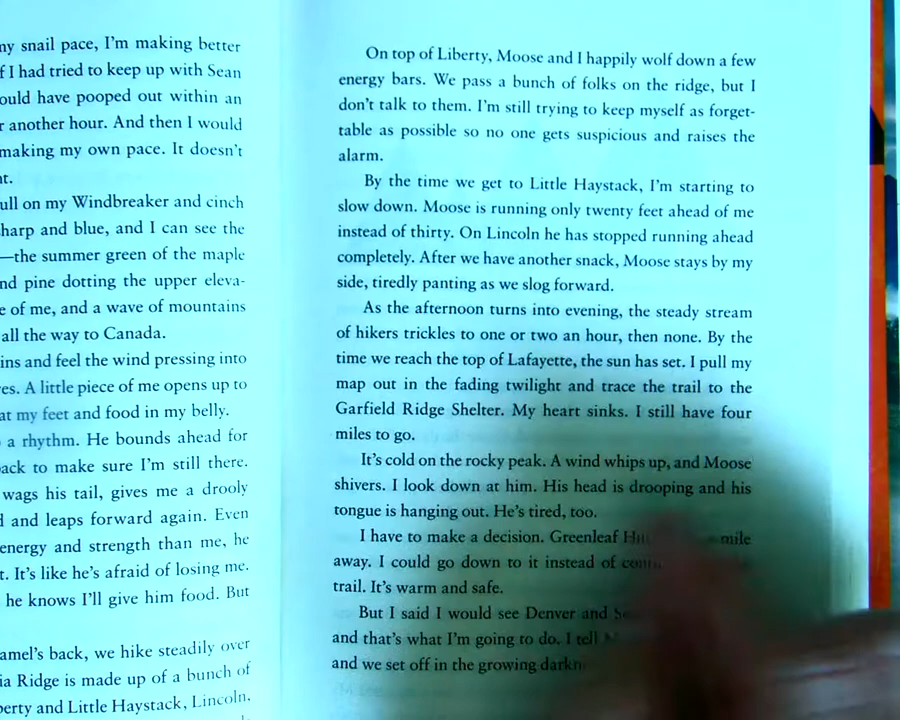 my snail pace, I'm making better
f I had tried to keep up with Sean
ould have pooped out within an
r another hour. And then I would
making my own pace. It doesn't
ull on my Windbreaker and cinch
harp and blue, and I can see the
—the summer green of the maple
nd pine dotting the upper eleva-
e of me, and a wave of mountains
all the way to Canada.
ins and feel the wind pressing into
es. A little piece of me opens up to
at my feet and food in my belly.
a rhythm. He bounds ahead for
ack to make sure I'm still there.
wags his tail, gives me a drooly
d and leaps forward again. Even
energy and strength than me, he
t. It's like he's afraid of losing me.
he knows I'll give him food. But
amel's back, we hike steadily over
ia Ridge is made up of a bunch of
berty and Little Haystack, Lincoln,
On top of Liberty, Moose and I happily wolf down a few
energy bars. We pass a bunch of folks on the ridge, but I
don't talk to them. I'm still trying to keep myself as forget-
table as possible so no one gets suspicious and raises the
alarm.
By the time we get to Little Haystack, I'm starting to
slow down. Moose is running only twenty feet ahead of me
instead of thirty. On Lincoln he has stopped running ahead
completely. After we have another snack, Moose stays by my
side, tiredly panting as we slog forward.
As the afternoon turns into evening, the steady stream
of hikers trickles to one or two an hour, then none. By the
time we reach the top of Lafayette, the sun has set. I pull my
map out in the fading twilight and trace the trail to the
Garfield Ridge Shelter. My heart sinks. I still have four
miles to go.
It's cold on the rocky peak. A wind whips up, and Moose
shivers. I look down at him. His head is drooping and his
tongue is hanging out. He's tired, too.
I have to make a decision. Greenleaf mile
away. I could go down to it instead of
trail. It's warm and safe.
But I said I would see Denver and
and that's what I'm going to do. I tell
and we set off in the growing